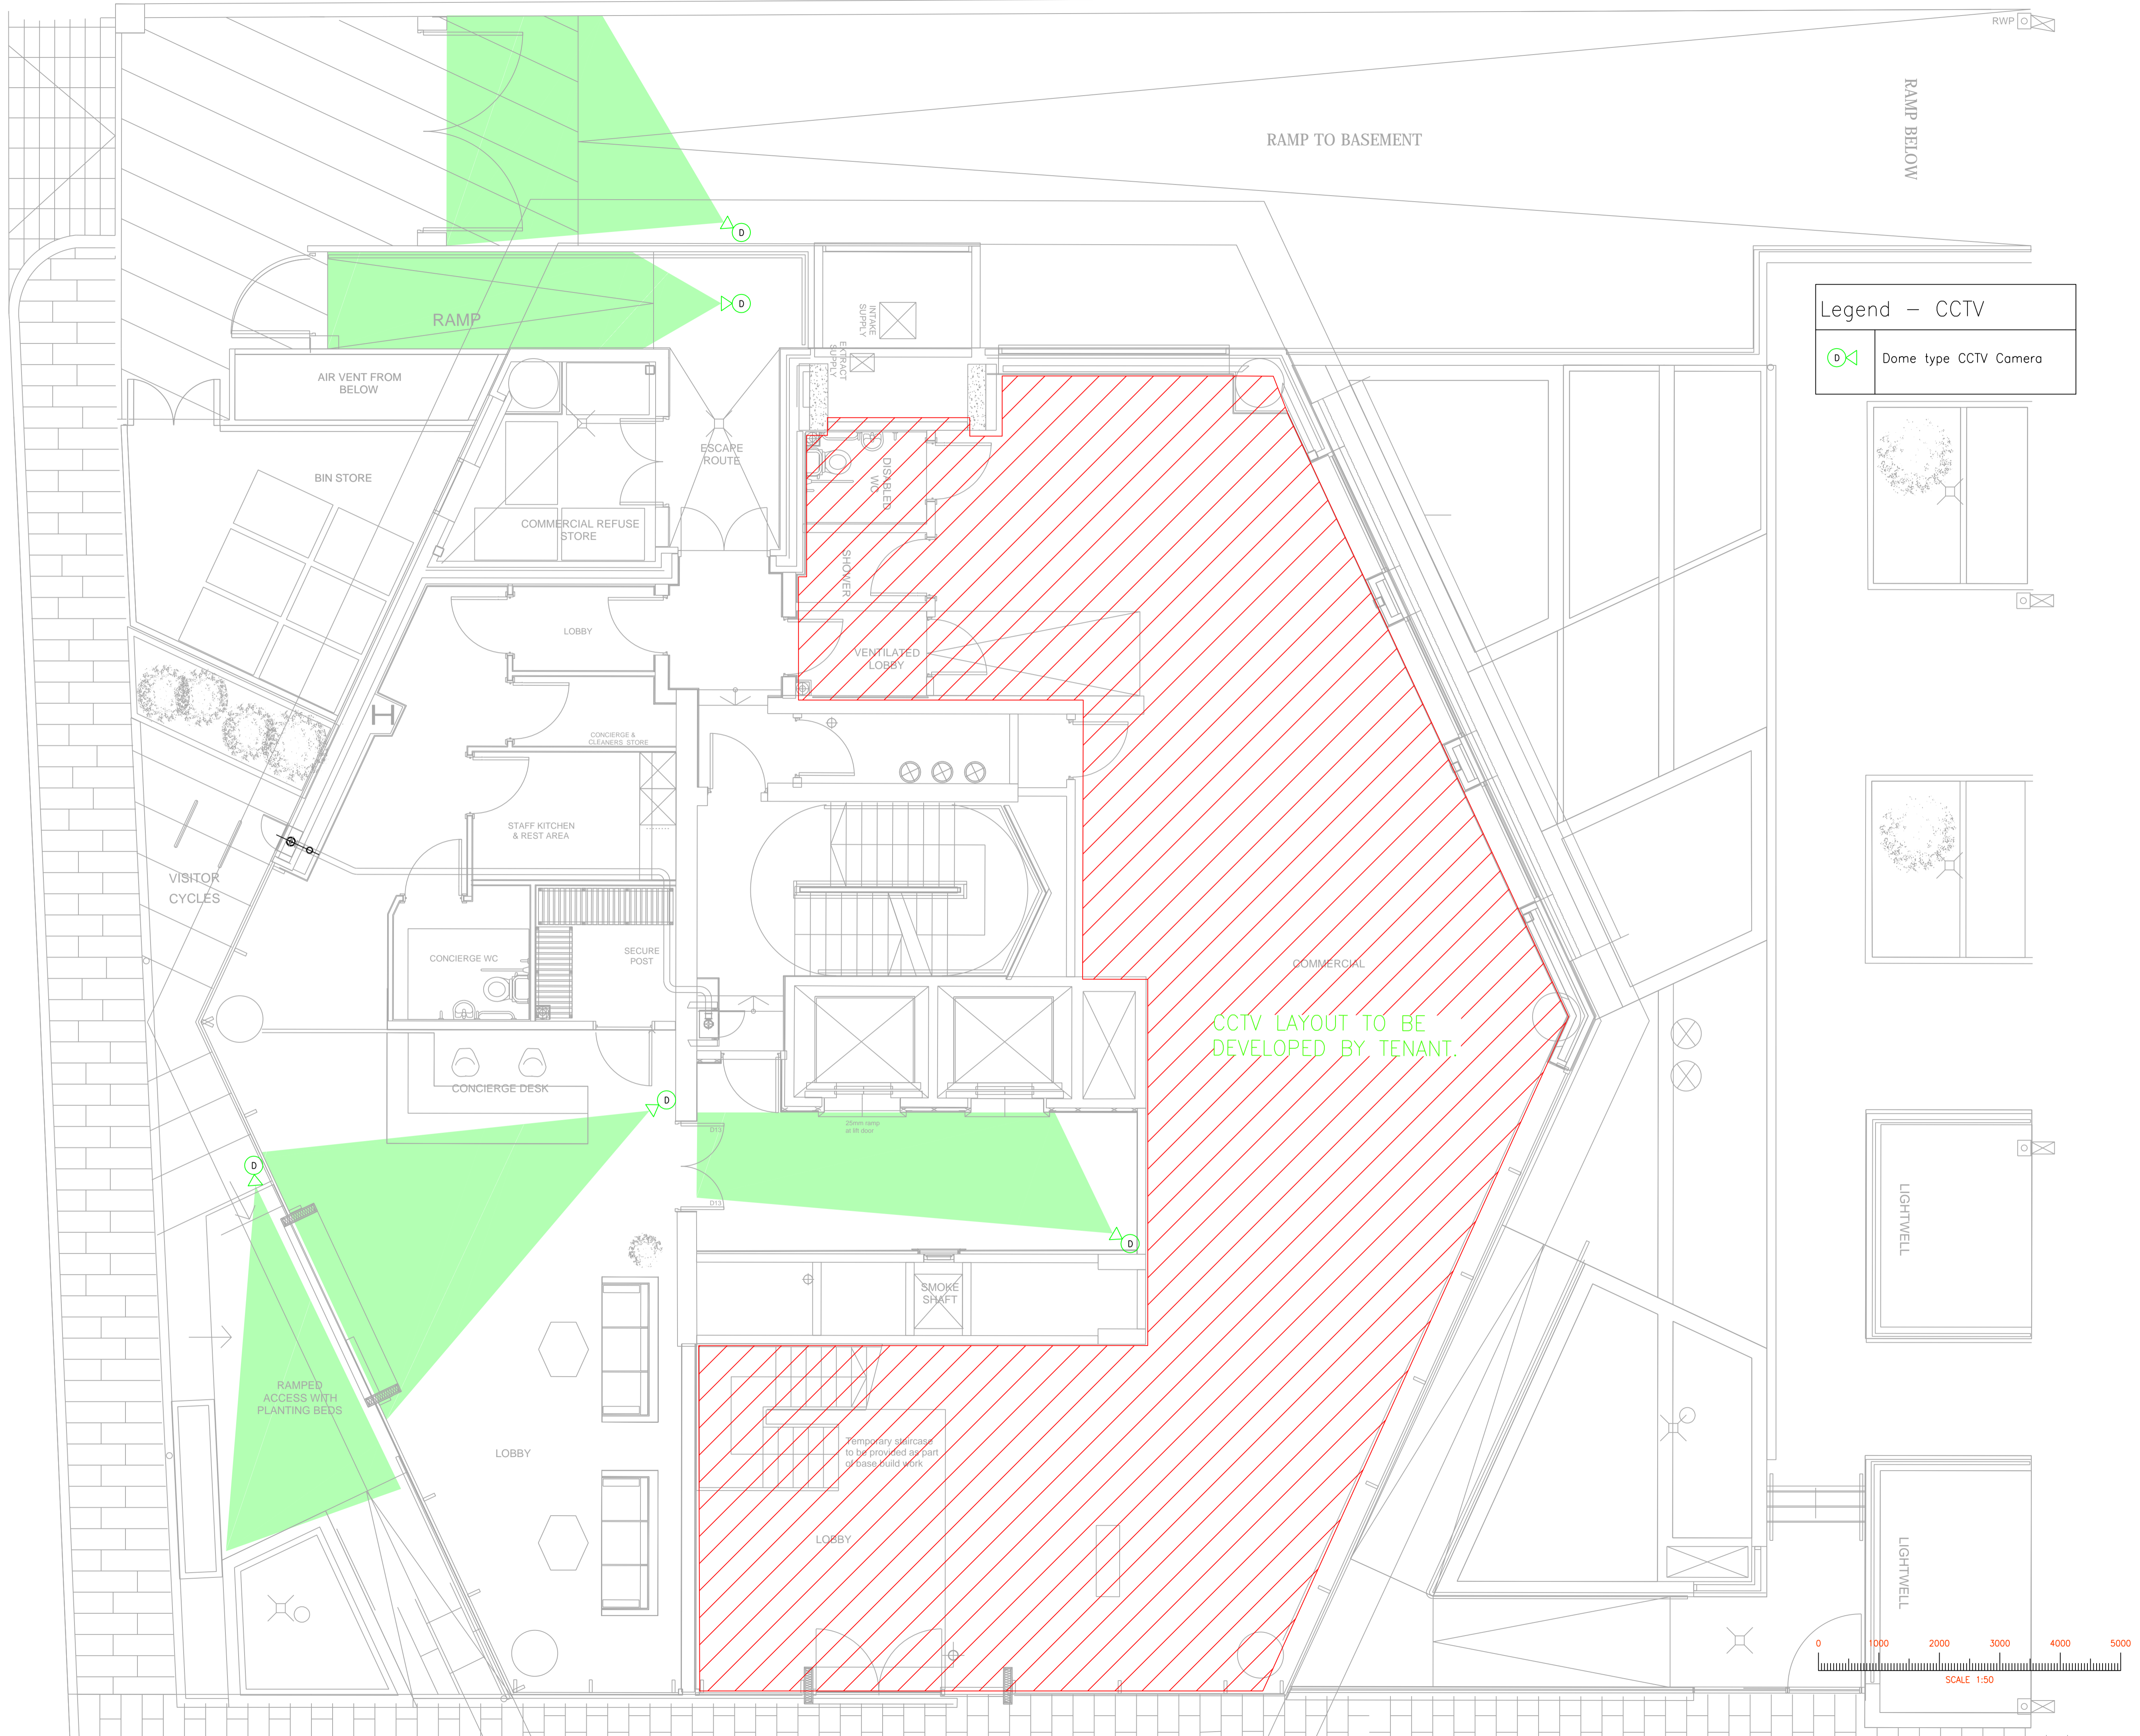 RWP
RAMP BELOW
RAMP TO BASEMENT
D
Legend – CCTV
D
Dome type CCTV Camera
D
RAMP
INTAKE
SUPPLY
EXTRACT
SUPPLY
AIR VENT FROM
BELOW
ESCAPE
ROUTE
BIN STORE
DISABLED
WC
COMMERCIAL REFUSE
STORE
SHOWER
LOBBY
VENTILATED
LOBBY
CONCIERGE &
CLEANERS STORE
STAFF KITCHEN
& REST AREA
VISITOR
CYCLES
SECURE
POST
CONCIERGE WC
COMMERCIAL
CCTV LAYOUT TO BE
DEVELOPED BY TENANT.
CONCIERGE DESK
D
25mm ramp
at lift door
D13
D
D13
D
LIGHTWELL
SMOKE
SHAFT
RAMPED
ACCESS WITH
PLANTING BEDS
LOBBY
Temporary staircase
to be provided as part
of base build work
LOBBY
LIGHTWELL
0 1000 2000 3000 4000 5000
SCALE 1:50